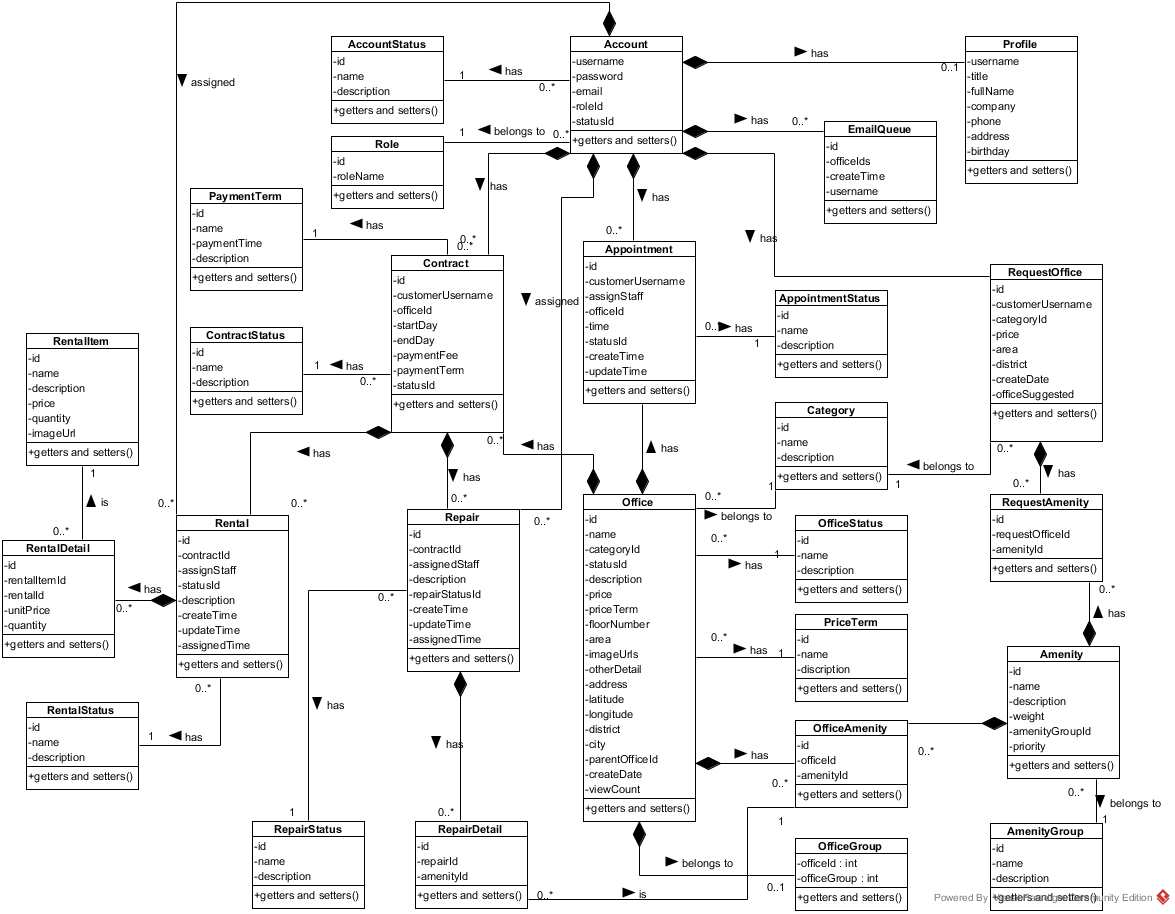 Account
-username
-password
-email
-roleId
-statusId
+getters and setters()
AccountStatus
-id
-name
-description
+getters and setters()
Profile
-username
-title
-fullName
-company
-phone
-address
-birthday
+getters and setters()
Role
-id
-roleName
+getters and setters()
EmailQueue
-id
-officeIds
-createTime
-username
+getters and setters()
PaymentTerm
-id
-name
-paymentTime
-description
+getters and setters()
Contract
-id
-customerUsername
-officeId
-startDay
-endDay
-paymentFee
-paymentTerm
-statusId
+getters and setters()
Appointment
-id
-customerUsername
-assignStaff
-officeId
-time
-statusId
-createTime
-updateTime
+getters and setters()
AppointmentStatus
-id
-name
-description
+getters and setters()
RequestOffice
-id
-customerUsername
-categoryId
-price
-area
-district
-createDate
-officeSuggested
+getters and setters()
ContractStatus
-id
-name
-description
+getters and setters()
RentalItem
-id
-name
-description
-price
-quantity
-imageUrl
+getters and setters()
Category
-id
-name
-description
+getters and setters()
Rental
-id
-contractId
-assignStaff
-statusId
-description
-createTime
-updateTime
-assignedTime
+getters and setters()
Repair
-id
-contractId
-assignedStaff
-description
-repairStatusId
-createTime
-updateTime
-assignedTime
+getters and setters()
Office
-id
-name
-categoryId
-statusId
-description
-price
-priceTerm
-floorNumber
-area
-imageUrls
-otherDetail
-address
-latitude
-longitude
-district
-city
-parentOfficeId
-createDate
-viewCount
+getters and setters()
OfficeStatus
-id
-name
-description
+getters and setters()
RequestAmenity
-id
-requestOfficeId
-amenityId
+getters and setters()
RentalDetail
-id
-rentalItemId
-rentalId
-unitPrice
-quantity
+getters and setters()
PriceTerm
-id
-name
-discription
+getters and setters()
Amenity
-id
-name
-description
-weight
-amenityGroupId
-priority
+getters and setters()
RentalStatus
-id
-name
-description
+getters and setters()
OfficeAmenity
-id
-officeId
-amenityId
+getters and setters()
RepairStatus
-id
-name
-description
+getters and setters()
RepairDetail
-id
-repairId
-amenityId
+getters and setters()
OfficeGroup
-officeId : int
-officeGroup : int
+getters and setters()
AmenityGroup
-id
-name
-description
+getters and setters()
assigned
0..*
1
has
0..*
1
belongs to
0..*
has
0..1
has
0..*
has
0..*
has
0..*
has
0..*
assigned
0..*
1
has
0..*
1
has
0..*
0..*
has
1
has
0..*
has
has
0..*
has
0..*
1
is
0..*
has
0..*
0..*
has
1
0..*
has
1
has
0..*
0..*
belongs to
1
0..*
has
1
0..*
has
1
has
0..*
belongs to
0..1
0..*
is
1
0..*
belongs to
1
has
0..*
0..*
has
0..*
0..*
belongs to
1
Powered By
unity Edition